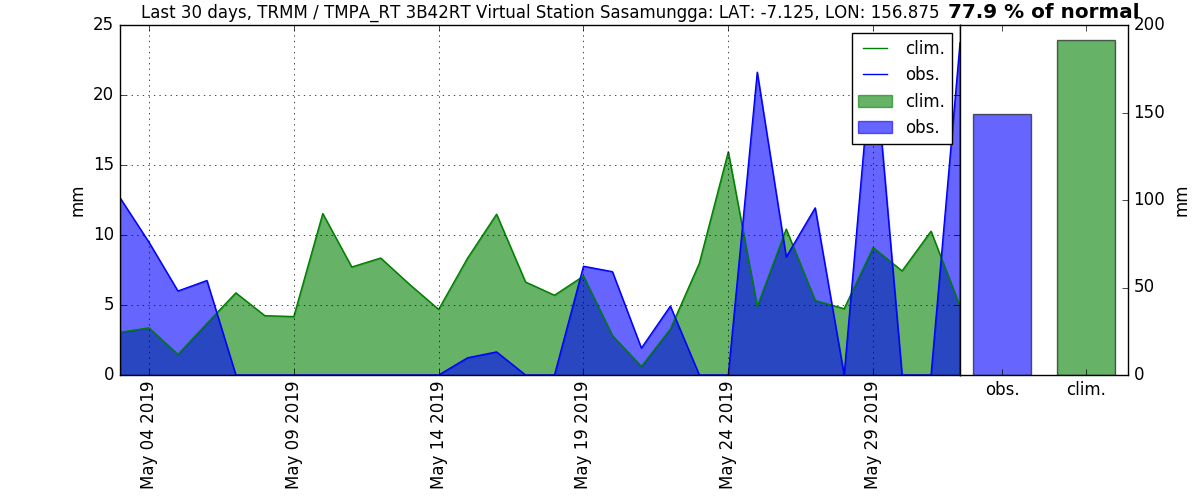 Last 30 days, TRMM / TMPA_RT 3B42RT Virtual Station Sasamungga: LAT: -7.125, LON: 156.875 77.9 % of normal
25
20
15
10
5
0
mm
clim.
obs.
clim.
obs.
200
150
100
50
0
mm
May 04 2019
May 09 2019
May 14 2019
May 19 2019
May 24 2019
May 29 2019
obs.
clim.